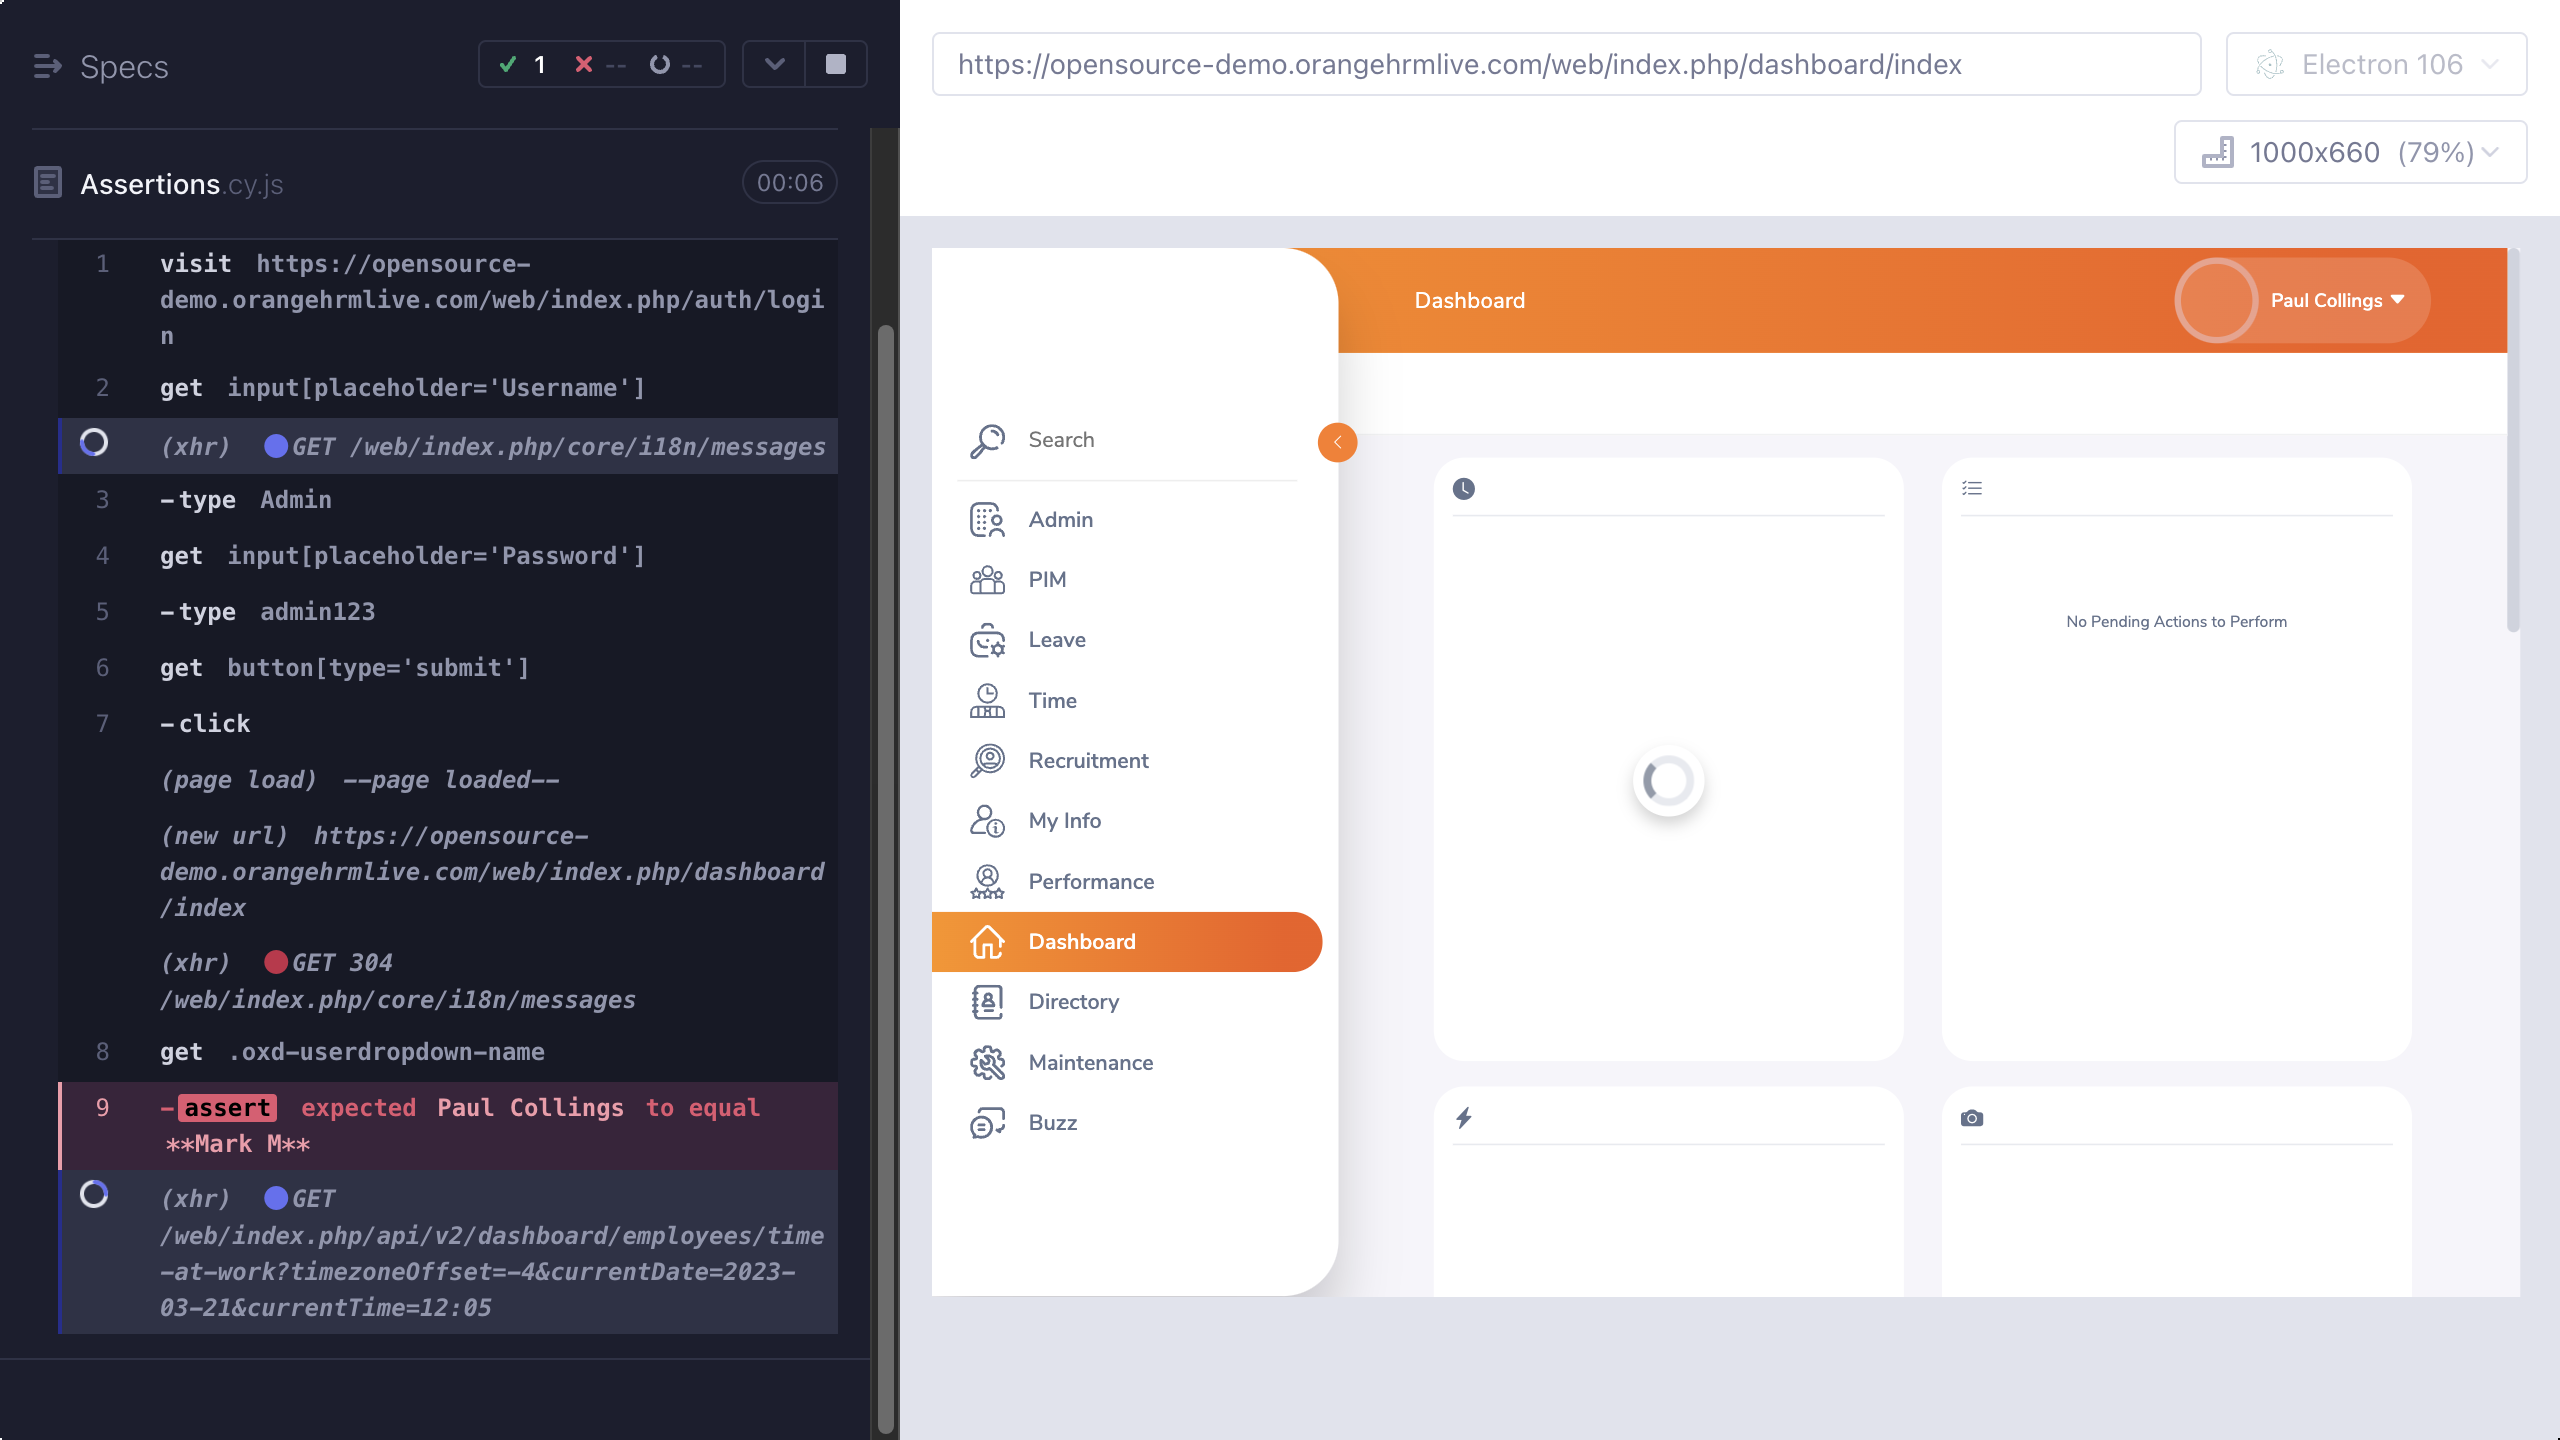 Specs
1
--
--
Assertions.cy.js
00:06
1 visit https://opensource-
demo.orangehrmlive.com/web/index.php/auth/logi
n
2 get input[placeholder='Username']
(xhr) GET /web/index.php/core/i18n/messages
3 -type Admin
4 get input[placeholder='Password']
5 -type admin123
6 get button[type='submit']
7 -click
(page load) --page loaded--
(new url) https://opensource-
demo.orangehrmlive.com/web/index.php/dashboard
/index
(xhr) GET 304
/web/index.php/core/i18n/messages
8 get .oxd-userdropdown-name
9 -assert expected Paul Collings to equal
**Mark M**
(xhr) GET
/web/index.php/api/v2/dashboard/employees/time
-at-work?timezoneOffset=-4&currentDate=2023-
03-21&currentTime=12:05
https://opensource-demo.orangehrmlive.com/web/index.php/dashboard/index
Electron 106
1000x660 (79%)
Dashboard
Paul Collings
Search
Admin
PIM
Leave
Time
Recruitment
My Info
Performance
Dashboard
Directory
Maintenance
Buzz
No Pending Actions to Perform